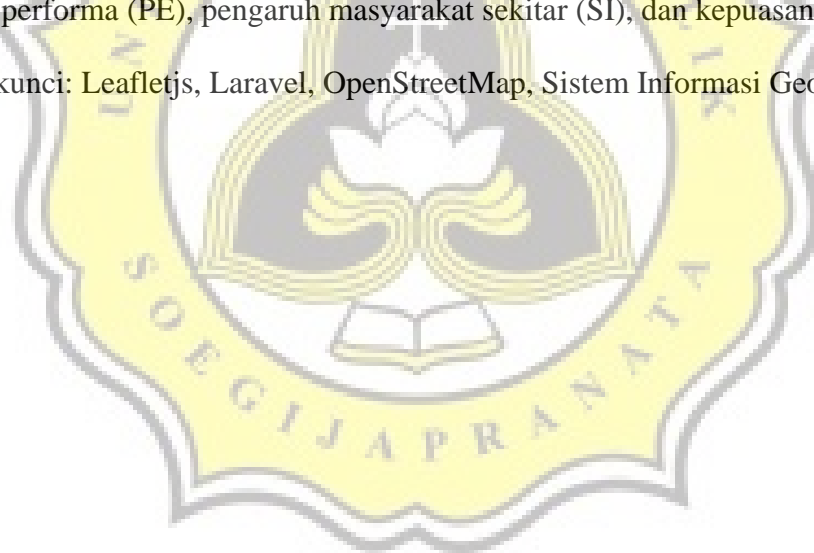 performa (PE), pengaruh masyarakat sekitar (SI), dan kepuasan
kunci: Leafletjs, Laravel, OpenStreetMap, Sistem Informasi Geo
SOEGIJAPRANATA